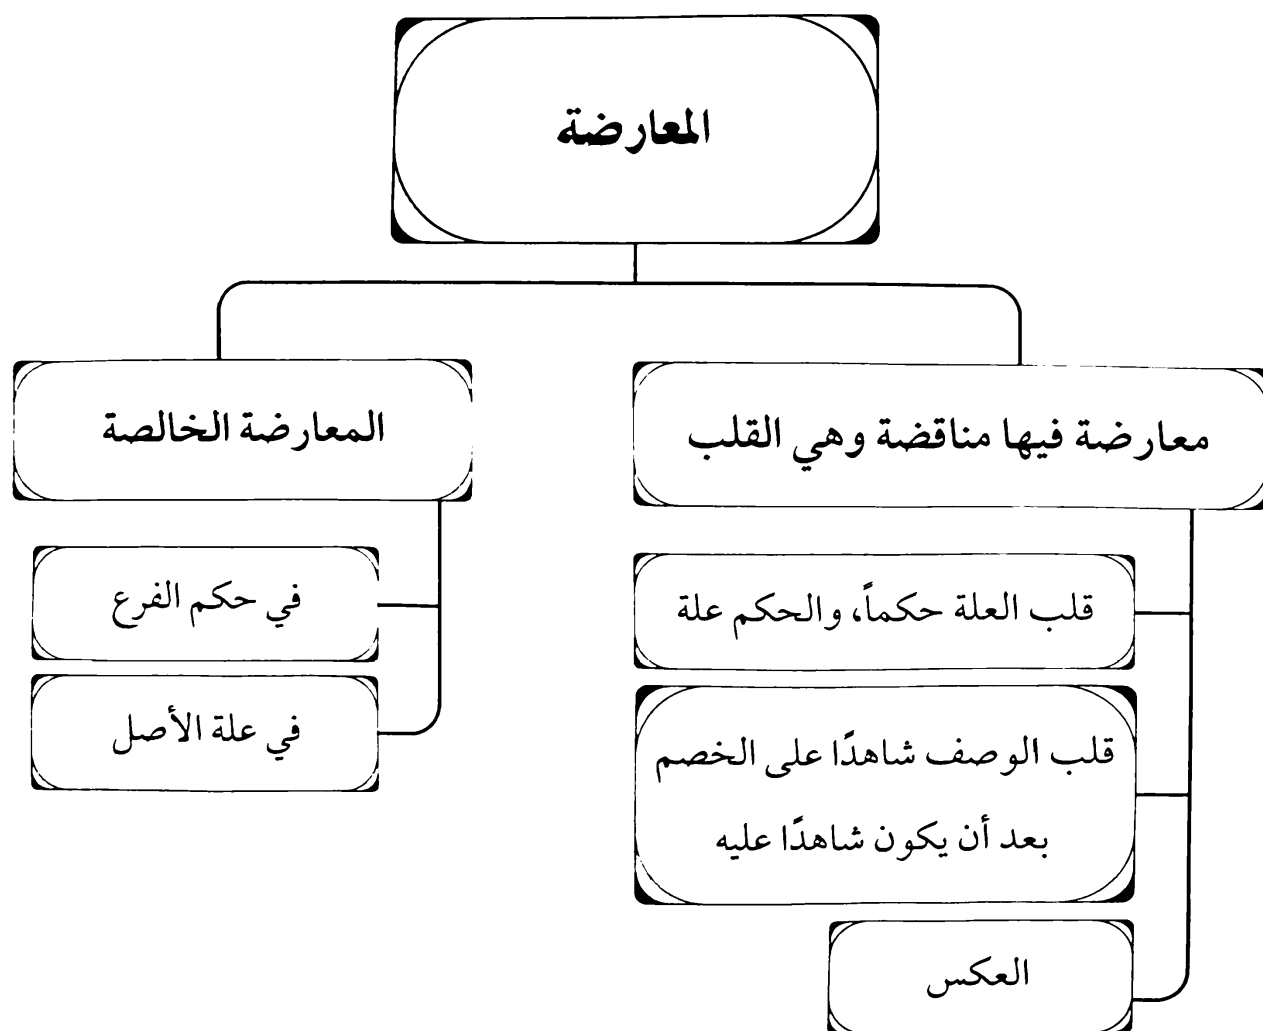 المعارضة
معارضة فيها مناقضة وهي القلب
قلب العلة حكماً، والحكم علة
قلب الوصف شاهدًا على الخصم
بعد أن يكون شاهدًا عليه
العكس
المعارضة الخالصة
في حكم الفرع
في علة الأصل